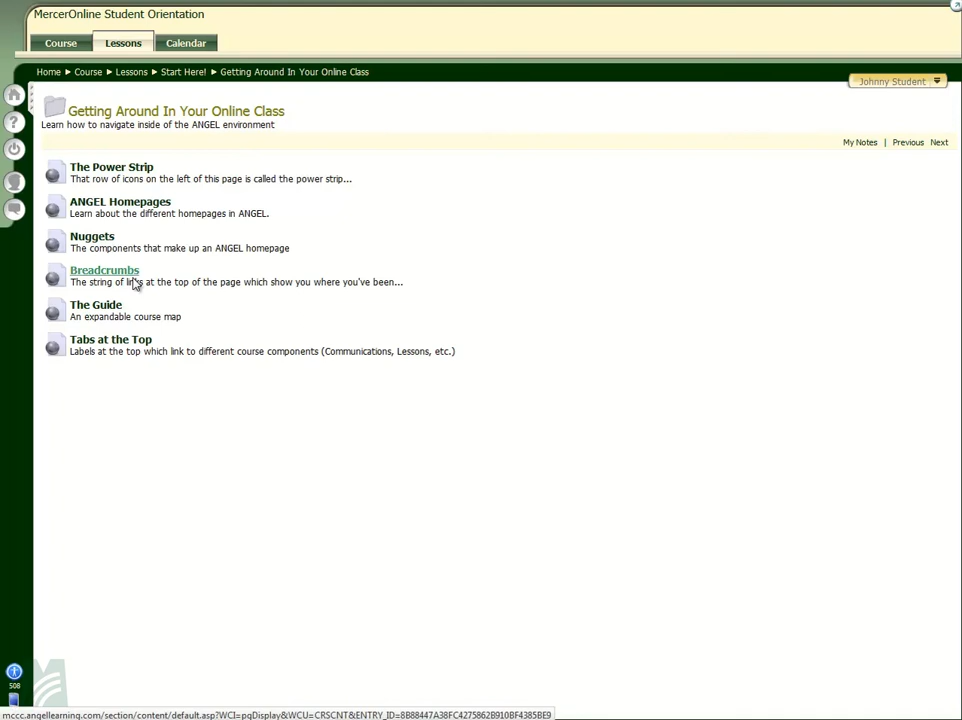 MercerOnline Student Orientation
Course Lessons Calendar
Home ▶ Course ▶ Lessons ▶ Start Here! ▶ Getting Around In Your Online Class
Johnny Student
Getting Around In Your Online Class
Learn how to navigate inside of the ANGEL environment
My Notes | Previous Next
The Power Strip
That row of icons on the left of this page is called the power strip...
ANGEL Homepages
Learn about the different homepages in ANGEL.
Nuggets
The components that make up an ANGEL homepage
Breadcrumbs
The string of links at the top of the page which show you where you've been...
The Guide
An expandable course map
Tabs at the Top
Labels at the top which link to different course components (Communications, Lessons, etc.)
508
mccc.angellearning.com/section/content/default.asp?WCI=pgDisplay&WCU=CRSCNT&ENTRY_ID=8B88447A38FC4275862B910BF4385BE9